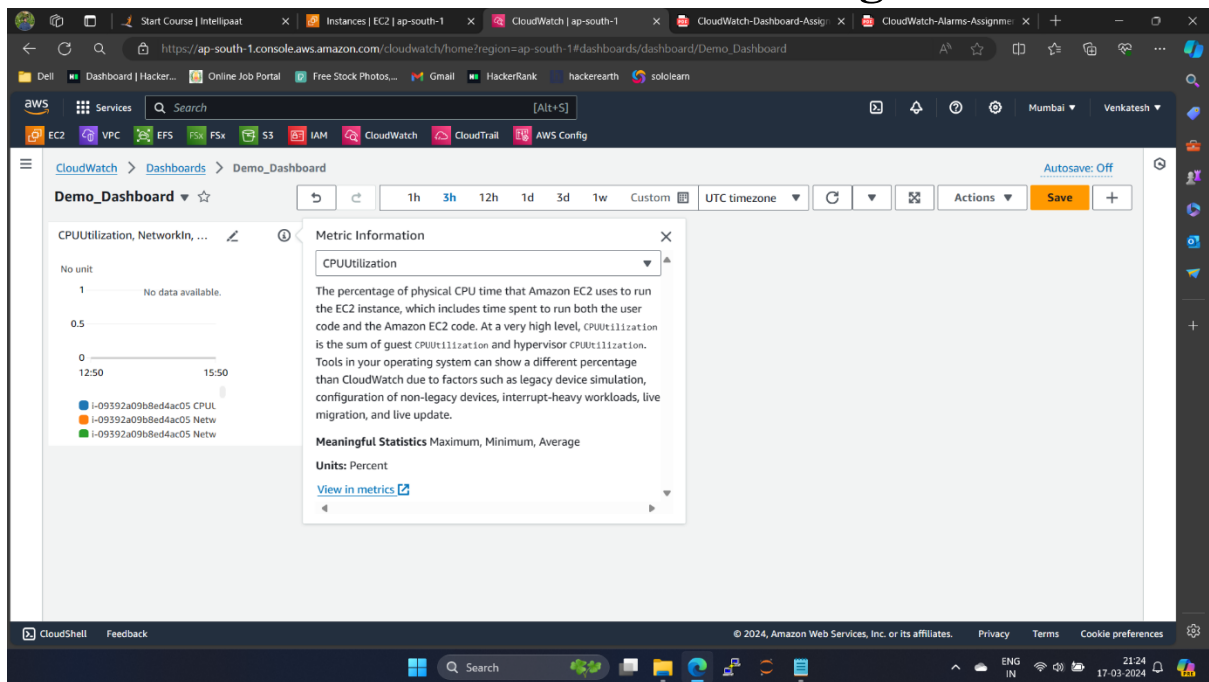 Start Course | Intellipaat
Instances | EC2 | ap-south-1
CloudWatch | ap-south-1
CloudWatch-Dashboard-Assign
CloudWatch-Alarms-Assignmen
https://ap-south-1.console.aws.amazon.com/cloudwatch/home?region=ap-south-1#dashboards/dashboard/Demo_Dashboard
Dell
Dashboard | Hacker...
Online Job Portal
Free Stock Photos,...
Gmail
HackerRank
hackerearth
sololearn
aws
Services
Search
[Alt+S]
Mumbai
Venkatesh
EC2
VPC
EFS
FSx
FSx
S3
IAM
CloudWatch
CloudTrail
AWS Config
CloudWatch > Dashboards > Demo_Dashboard
Autosave: Off
Demo_Dashboard
1h 3h 12h 1d 3d 1w Custom
UTC timezone
Actions
Save
CPUUtilization, NetworkIn, ...
No unit
1
No data available.
0.5
0
12:50 15:50
i-09392a09b8ed4ac05 CPUL
i-09392a09b8ed4ac05 Netw
i-09392a09b8ed4ac05 Netw
Metric Information
CPUUtilization
The percentage of physical CPU time that Amazon EC2 uses to run
the EC2 instance, which includes time spent to run both the user
code and the Amazon EC2 code. At a very high level, CPUUtilization
is the sum of guest CPUUtilization and hypervisor CPUUtilization.
Tools in your operating system can show a different percentage
than CloudWatch due to factors such as legacy device simulation,
configuration of non-legacy devices, interrupt-heavy workloads, live
migration, and live update.
Meaningful Statistics Maximum, Minimum, Average
Units: Percent
View in metrics
CloudShell
Feedback
© 2024, Amazon Web Services, Inc. or its affiliates.
Privacy
Terms
Cookie preferences
Search
ENG
IN
21:24
17-03-2024